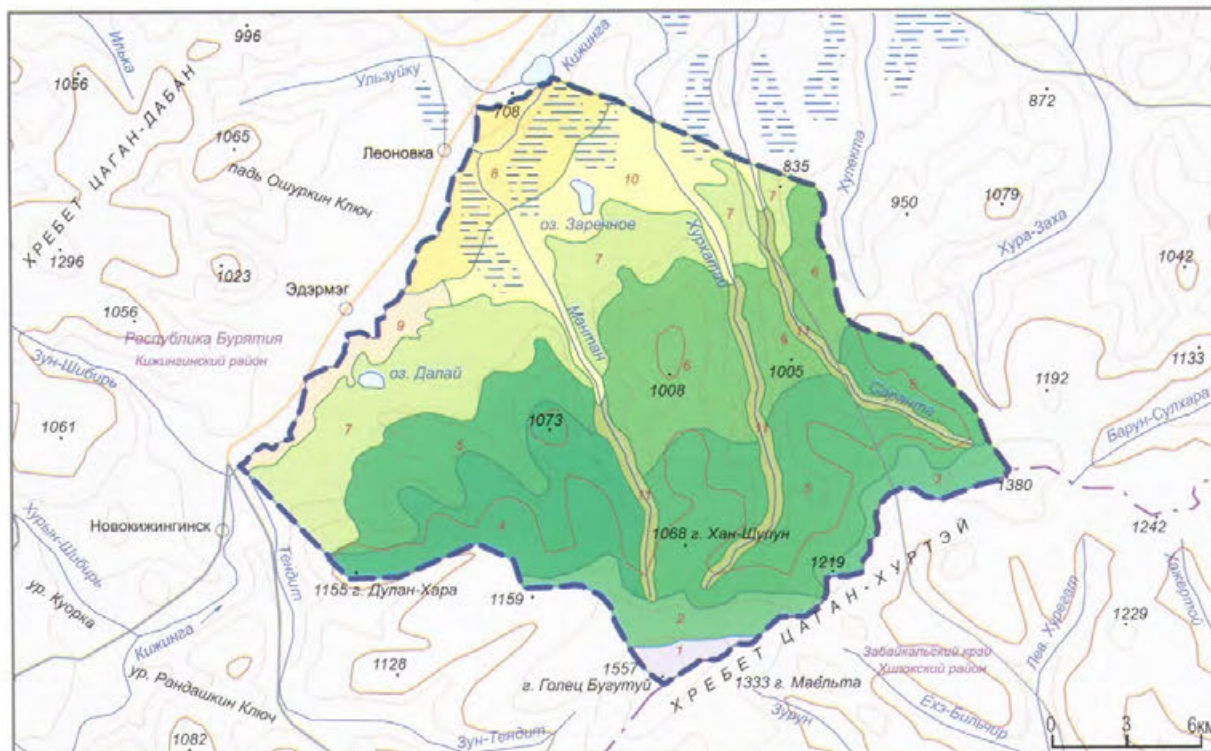 996
Илька
1056
ХРЕБЕТ ЦАГАН-ДАБАН
Ульзуйку
Кижинга
708
872
1065
Леоновка
835
падь Ошуркин Ключ
8
10
7
7
Хулекта
950
1079
Хура-Заха
оз. Заречное
1296
1023
7
Хурхатуй
6
1042
Эдэрмэг
1056
Мантан
9
Республика Бурятия
Кижингинский район
11
1133
Зун-Шибирь
6
оз. Далай
1008
1005
1192
Саранта
Барун-Сулхара
1061
1073
7
5
11
3
1380
11
5
Новокижингинск
4
1068 г. Хан-Шулун
1242
Хурын-Шибирь
Тендит
1155 г. Дулан-Хара
1219
ХРЕБЕТ ЦАГАН-ХУРТЭЙ
Хажертой
ур. Куорка
1159
2
Лев. Хурегат
1229
Кижинга
1
Забайкальский край
Хилокский район
1128
1557
г. Голец Бугутуй
1333 г. Маельта
ур. Рандашкин Ключ
Ехэ-Бильчир
Зурун
0 3 6км
Зун-Тендит
1082